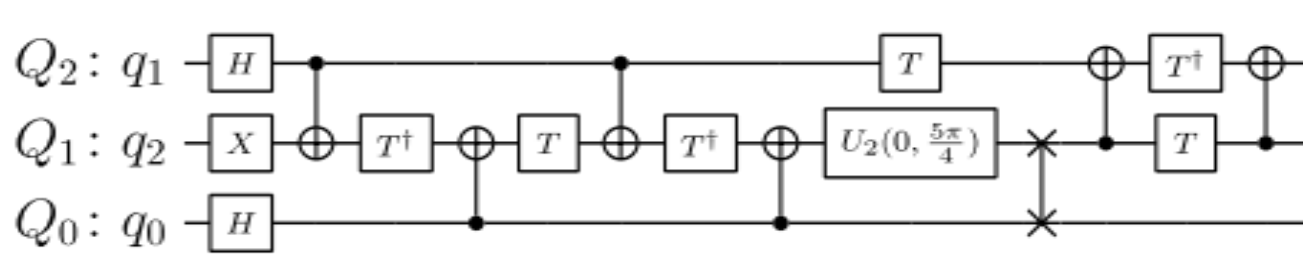 Q₂: q₁ H T T†
Q₁: q₂ X T† T T† U₂(0, 5π/4) T
Q₀: q₀ H